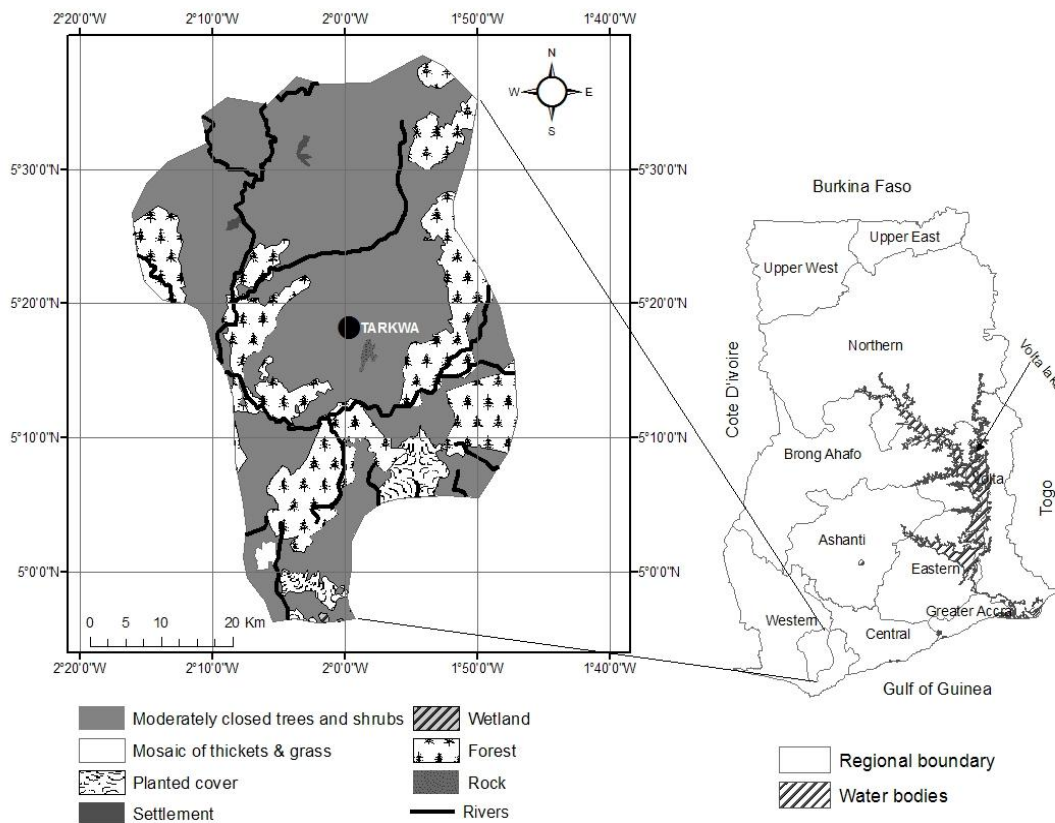 2°20'0"W 2°10'0"W 2°0'0"W 1°50'0"W 1°40'0"W
N
W E
S
5°30'0"N 5°30'0"N
Burkina Faso
Upper East
Upper West
5°20'0"N 5°20'0"N
TARKWA
Northern
Volta lake
Cote D'ivoire
5°10'0"N 5°10'0"N
Brong Ahafo
Volta
Togo
Ashanti
5°0'0"N 5°0'0"N
Eastern
Greater Accra
Western
Central
0 5 10 20 Km
2°20'0"W 2°10'0"W 2°0'0"W 1°50'0"W 1°40'0"W
Gulf of Guinea
Moderately closed trees and shrubs
Mosaic of thickets & grass
Planted cover
Settlement
Wetland
Forest
Rock
Rivers
Regional boundary
Water bodies